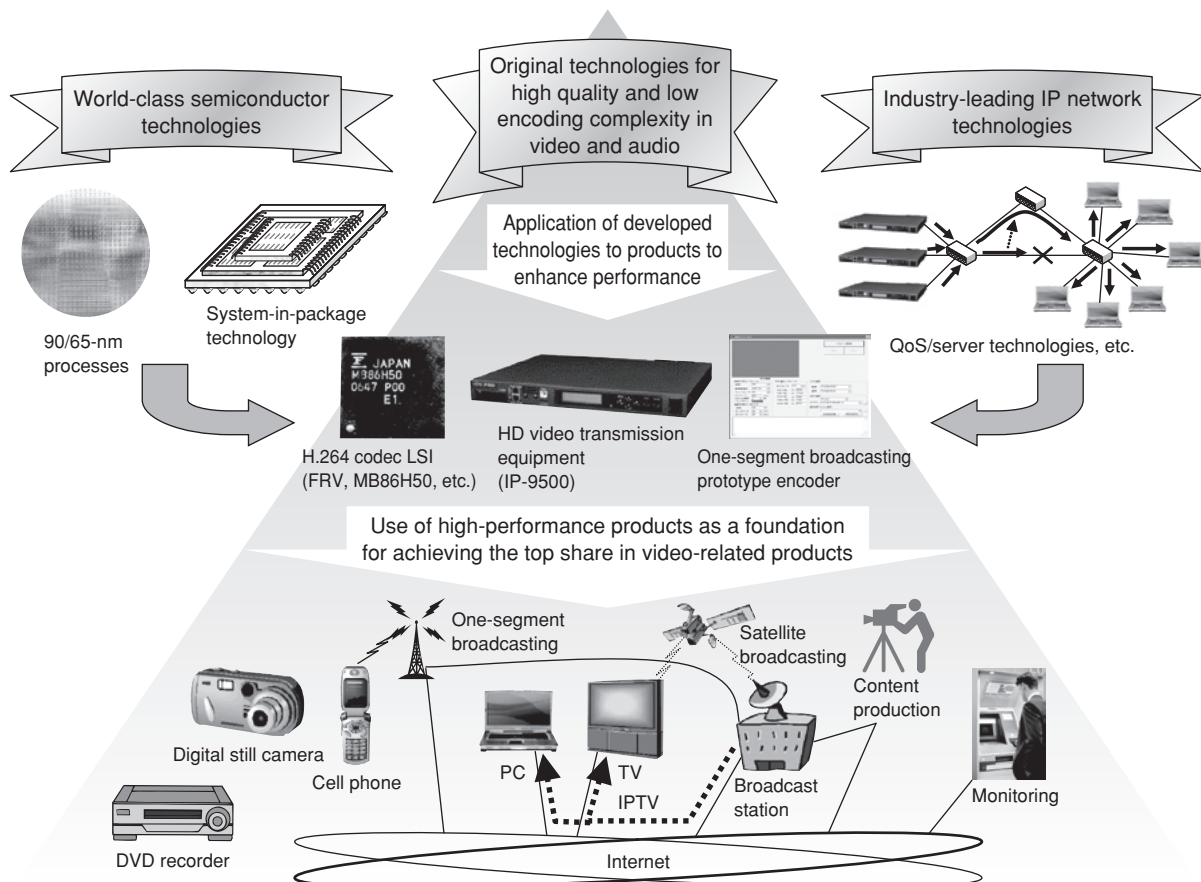 World-class semiconductor
technologies
Original technologies for
high quality and low
encoding complexity in
video and audio
Industry-leading IP network
technologies
Application of developed
technologies to products to
enhance performance
System-in-package
technology
90/65-nm
processes
QoS/server technologies, etc.
JAPAN
MB86H50
0647 P00
E1.
H.264 codec LSI
(FRV, MB86H50, etc.)
HD video transmission
equipment
(IP-9500)
One-segment broadcasting
prototype encoder
Use of high-performance products as a foundation
for achieving the top share in video-related products
One-segment
broadcasting
Satellite
broadcasting
Content
production
Digital still camera
Cell phone
PC
TV
IPTV
Broadcast
station
Monitoring
DVD recorder
Internet